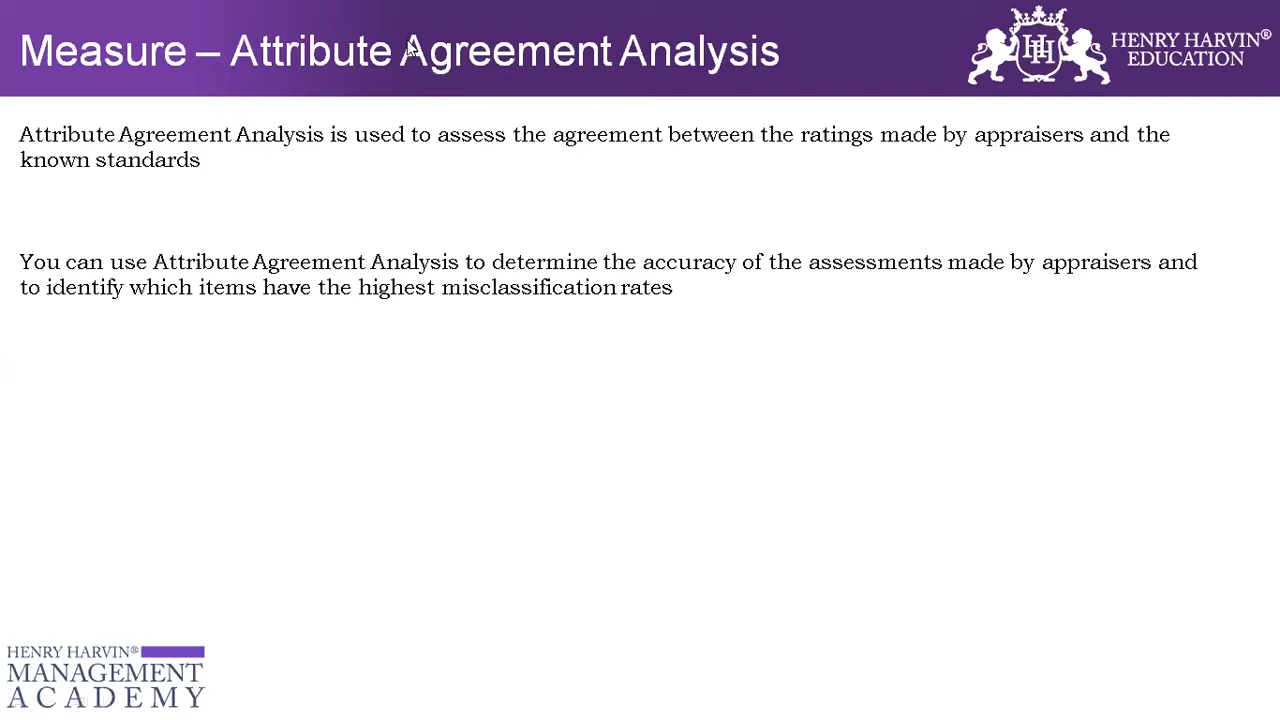 Measure – Attribute Agreement Analysis
HENRY HARVIN®
EDUCATION
Attribute Agreement Analysis is used to assess the agreement between the ratings made by appraisers and the
known standards
You can use Attribute Agreement Analysis to determine the accuracy of the assessments made by appraisers and
to identify which items have the highest misclassification rates
HENRY HARVIN®
MANAGEMENT
ACADEMY